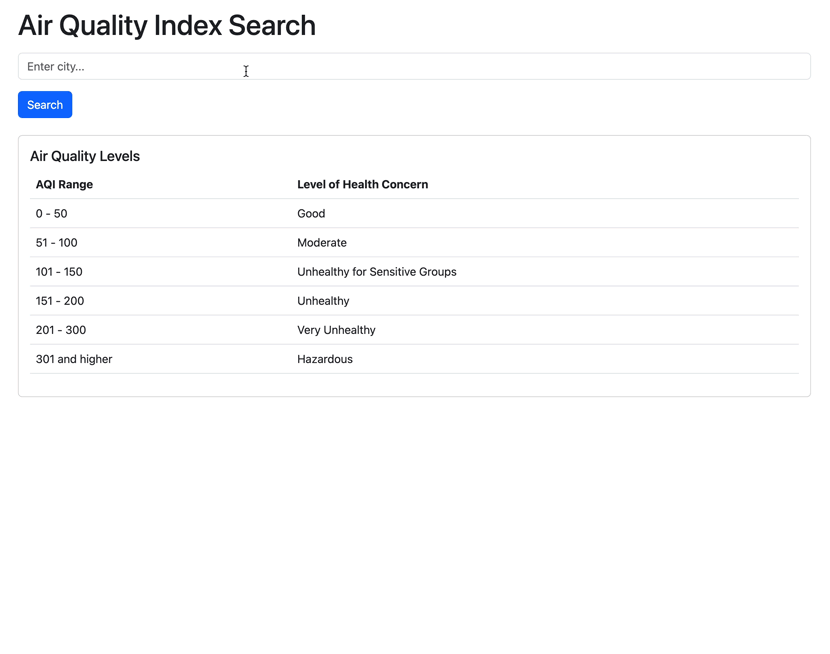 Air Quality Index Search
Enter city...
Search
Air Quality Levels
AQI Range Level of Health Concern
0 - 50 Good
51 - 100 Moderate
101 - 150 Unhealthy for Sensitive Groups
151 - 200 Unhealthy
201 - 300 Very Unhealthy
301 and higher Hazardous